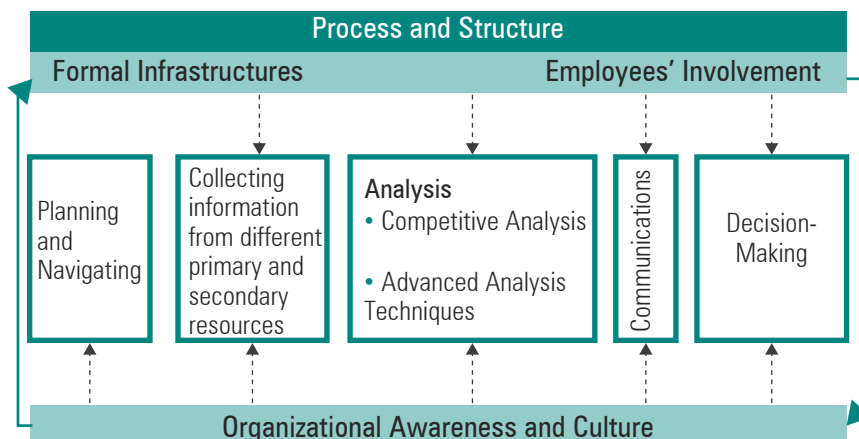 Process and Structure
Formal Infrastructures
Employees' Involvement
Planning
and
Navigating
Collecting
information
from different
primary and
secondary
resources
Analysis
• Competitive Analysis
• Advanced Analysis
Techniques
Communications
Decision-
Making
Organizational Awareness and Culture